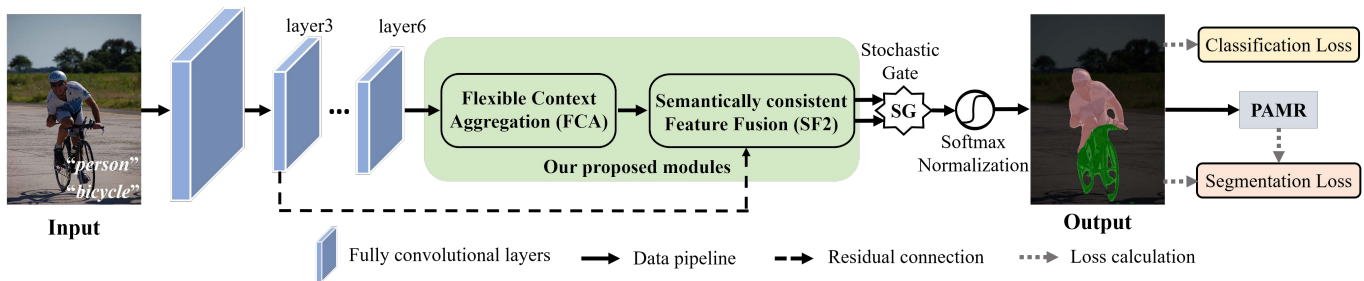 "person"
"bicycle"
Input
layer3
...
layer6
Flexible Context
Aggregation (FCA)
Semantically consistent
Feature Fusion (SF2)
Our proposed modules
Stochastic
Gate
SG
Softmax
Normalization
Output
Classification Loss
PAMR
Segmentation Loss
Fully convolutional layers
Data pipeline
Residual connection
Loss calculation